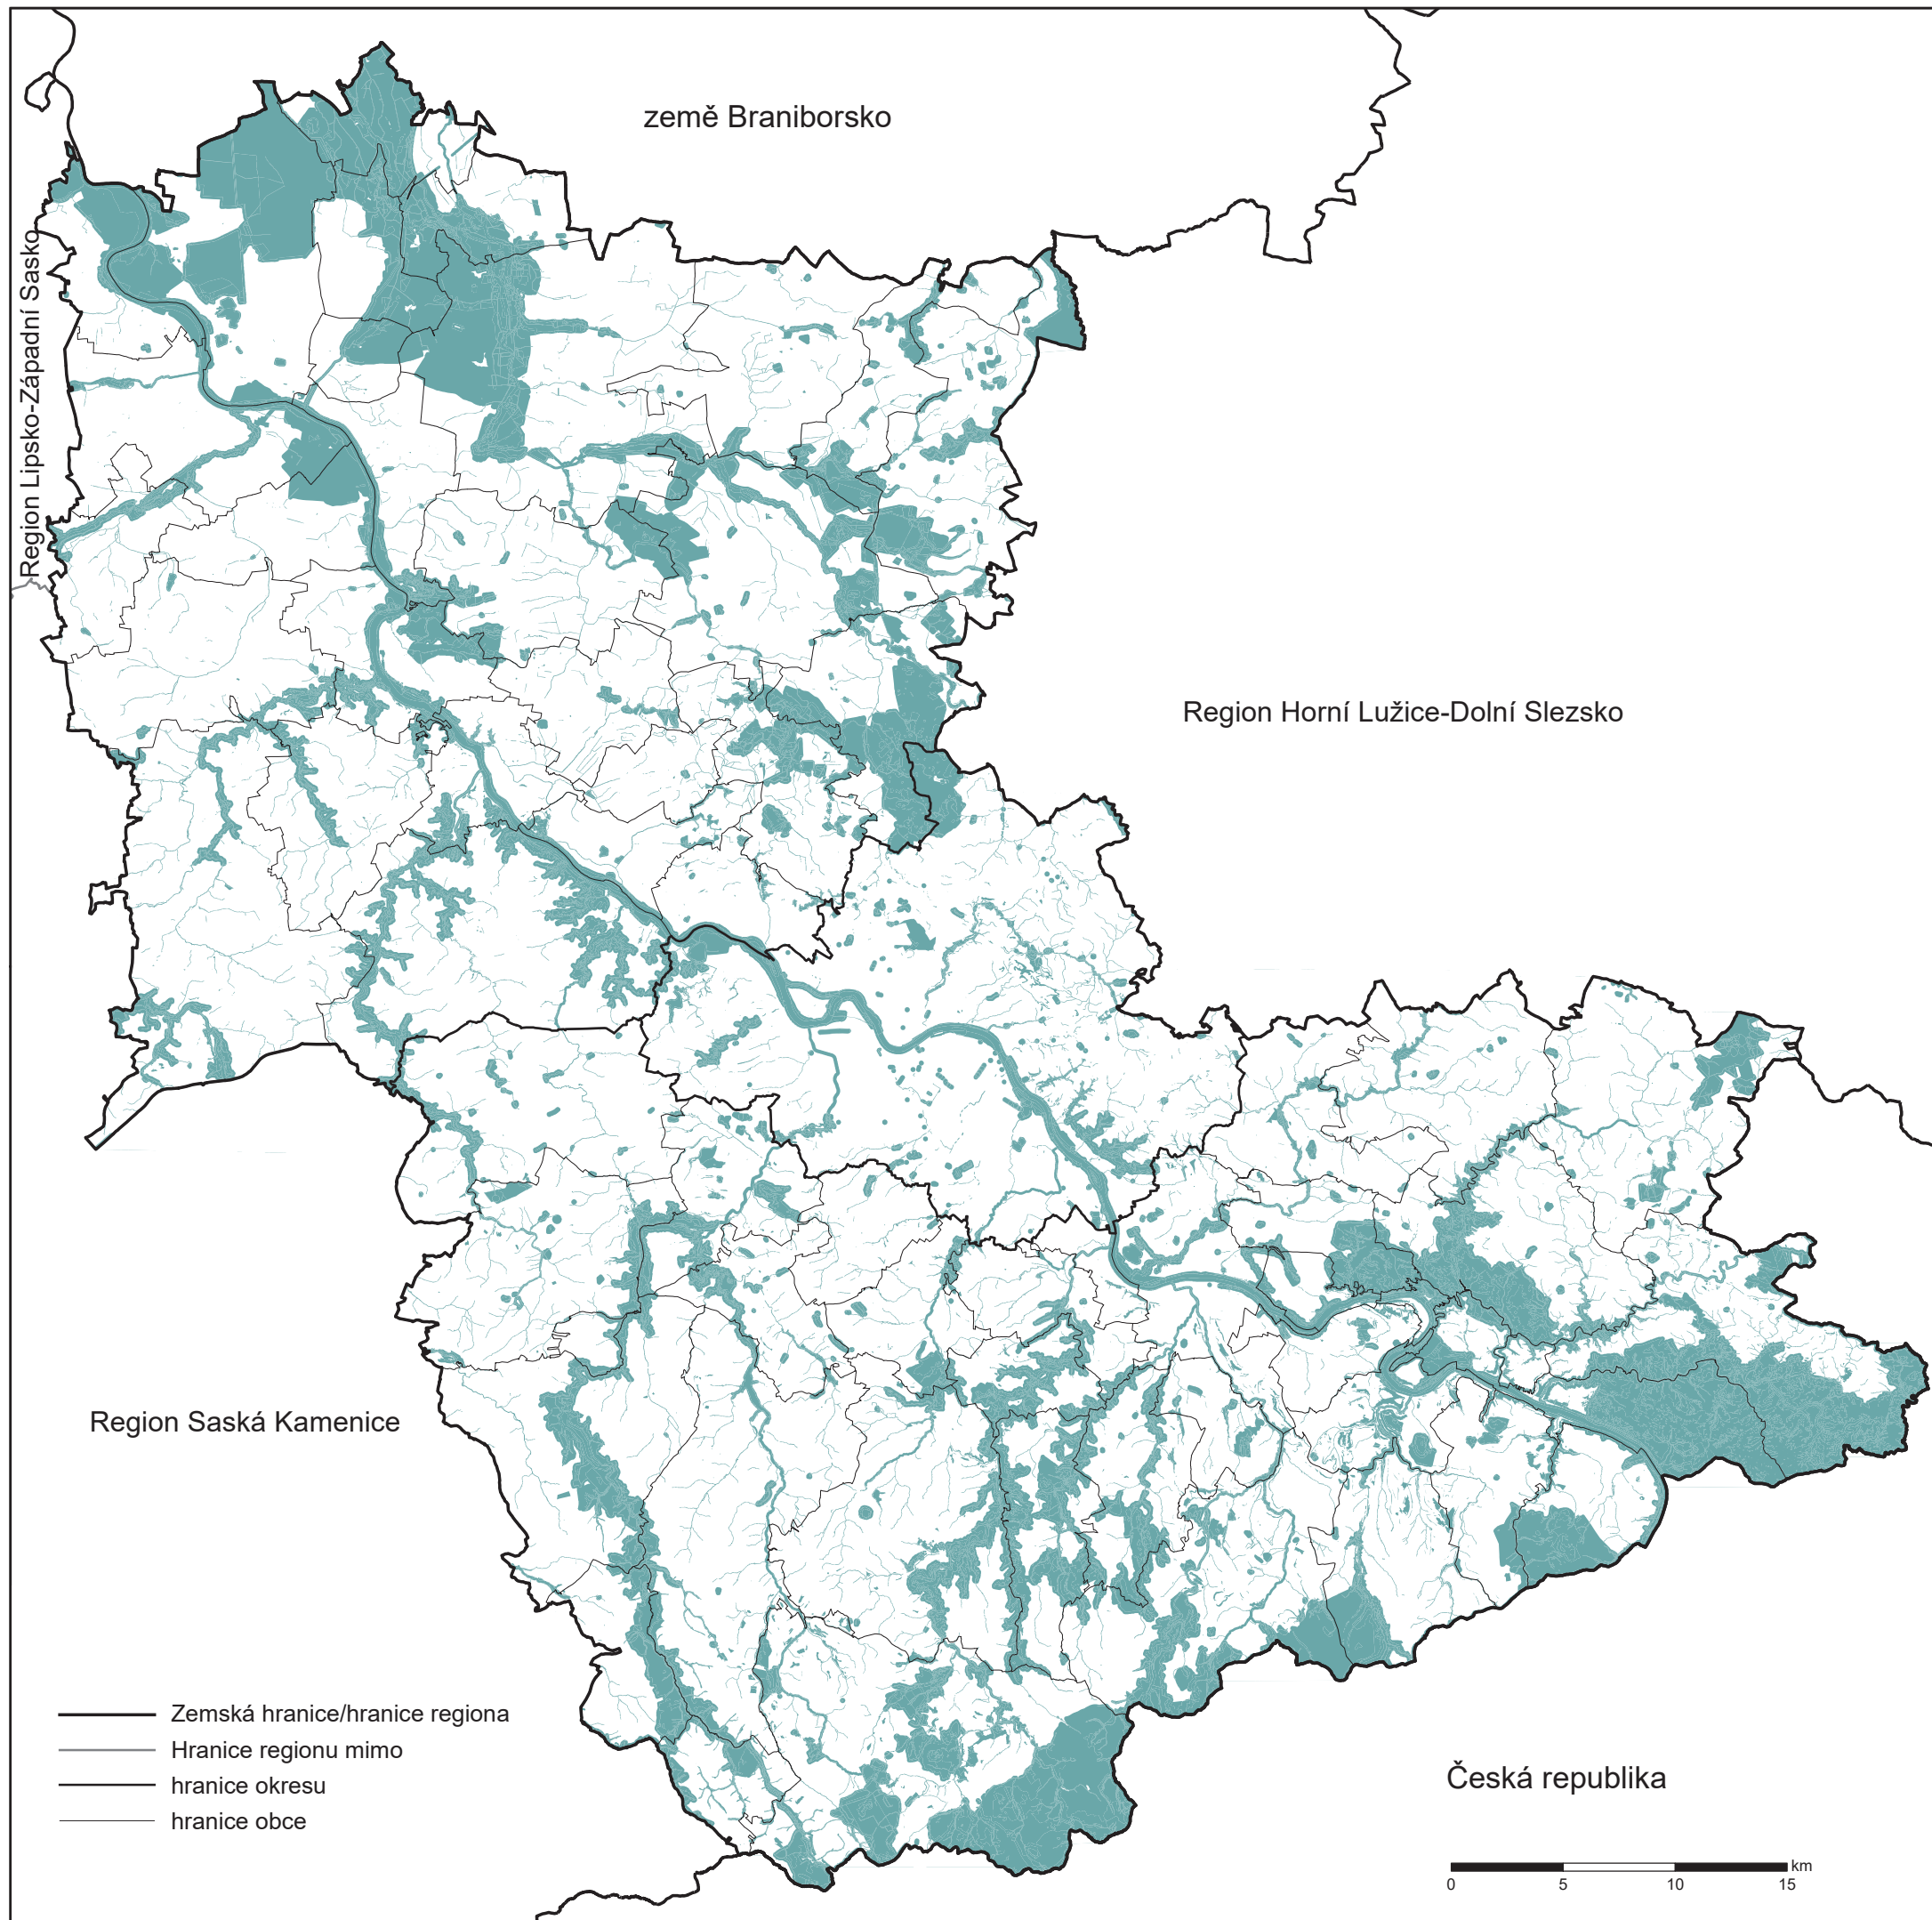 země Braniborsko
Region Lipsko-Západní Sasko
Region Horní Lužice-Dolní Slezsko
Region Saská Kamenice
Zemská hranice/hranice regiona
Hranice regionu mimo
hranice okresu
hranice obce
Česká republika
km
0 5 10 15